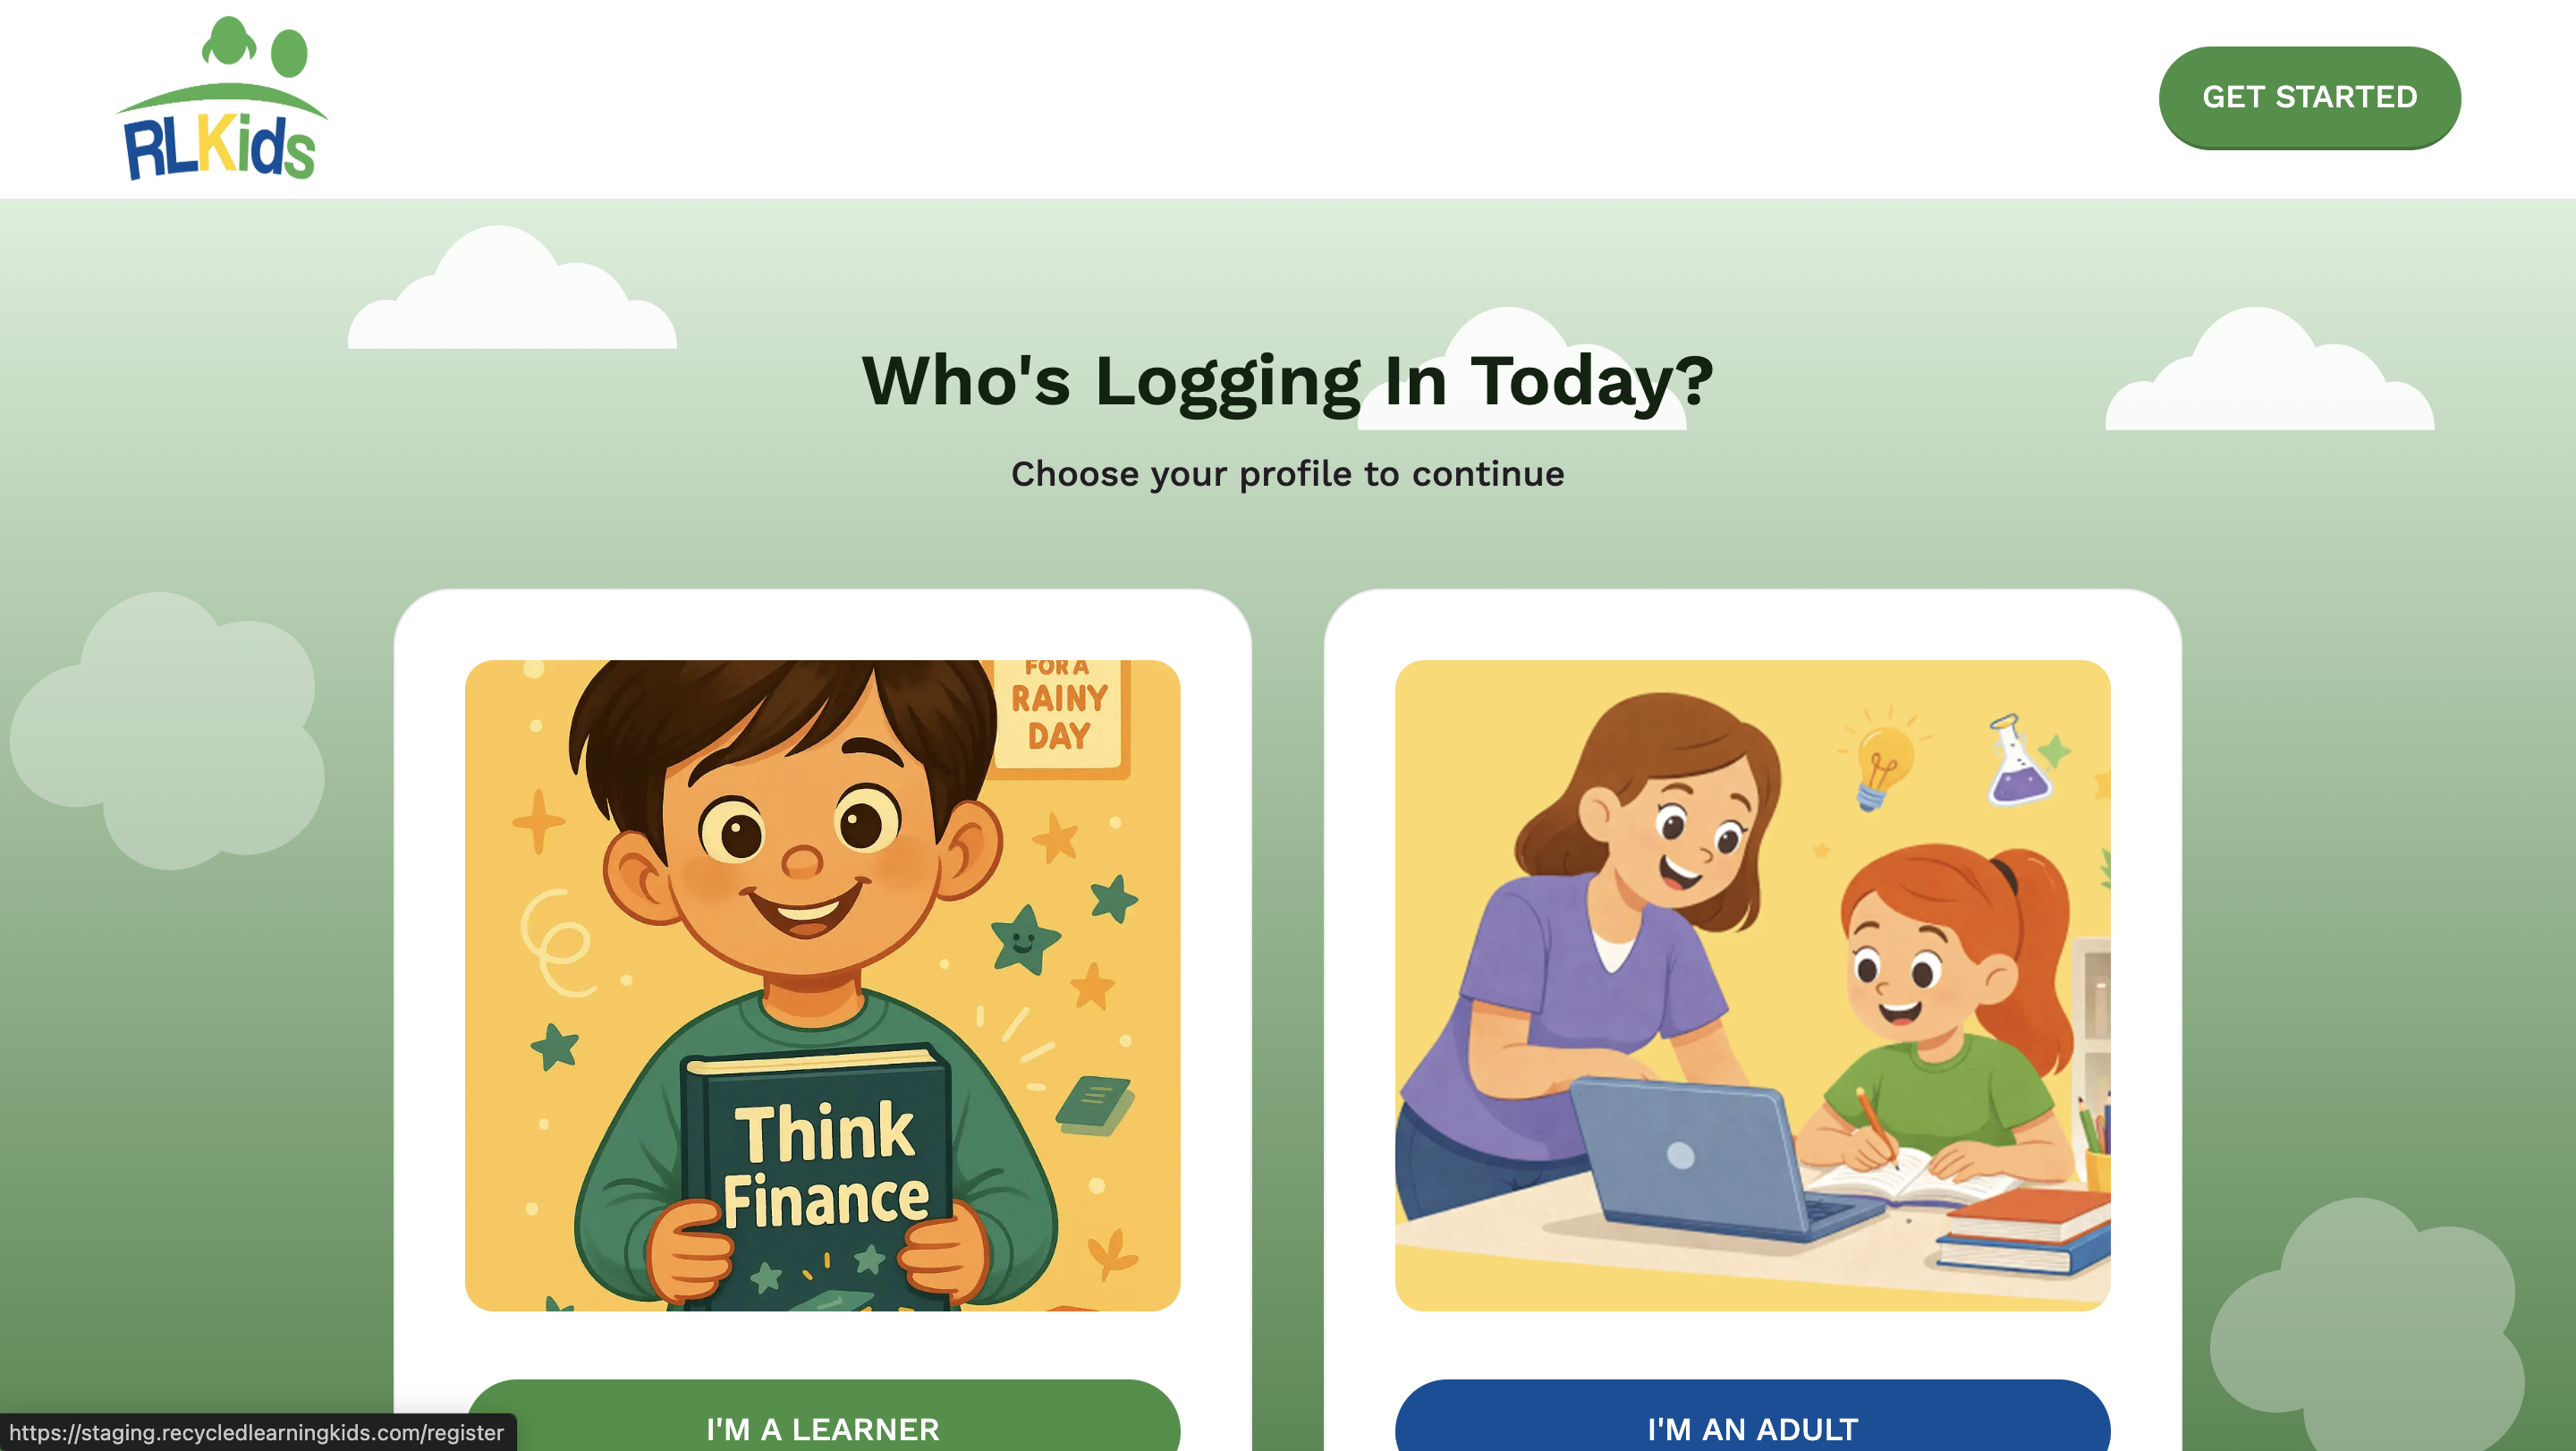 RLKids
GET STARTED
Who's Logging In Today?
Choose your profile to continue
FOR A
RAINY
DAY
Think
Finance
I'M A LEARNER
I'M AN ADULT
https://staging.recycledlearningkids.com/register